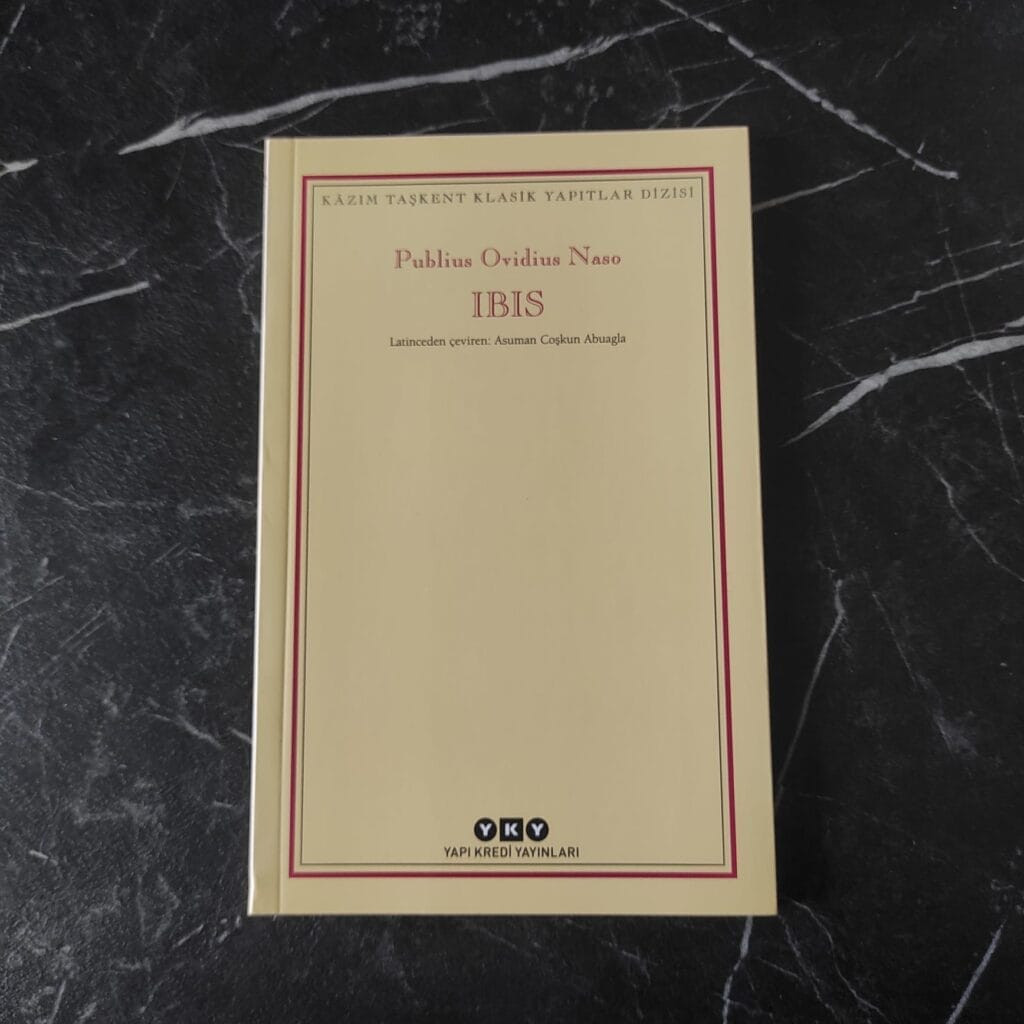 KÂZIM TAŞKENT KLASİK YAPITLAR DİZİSİ
Publius Ovidius Naso
IBIS
Latinceden çeviren: Asuman Coşkun Abuagla
YKY
YAPI KREDİ YAYINLARI